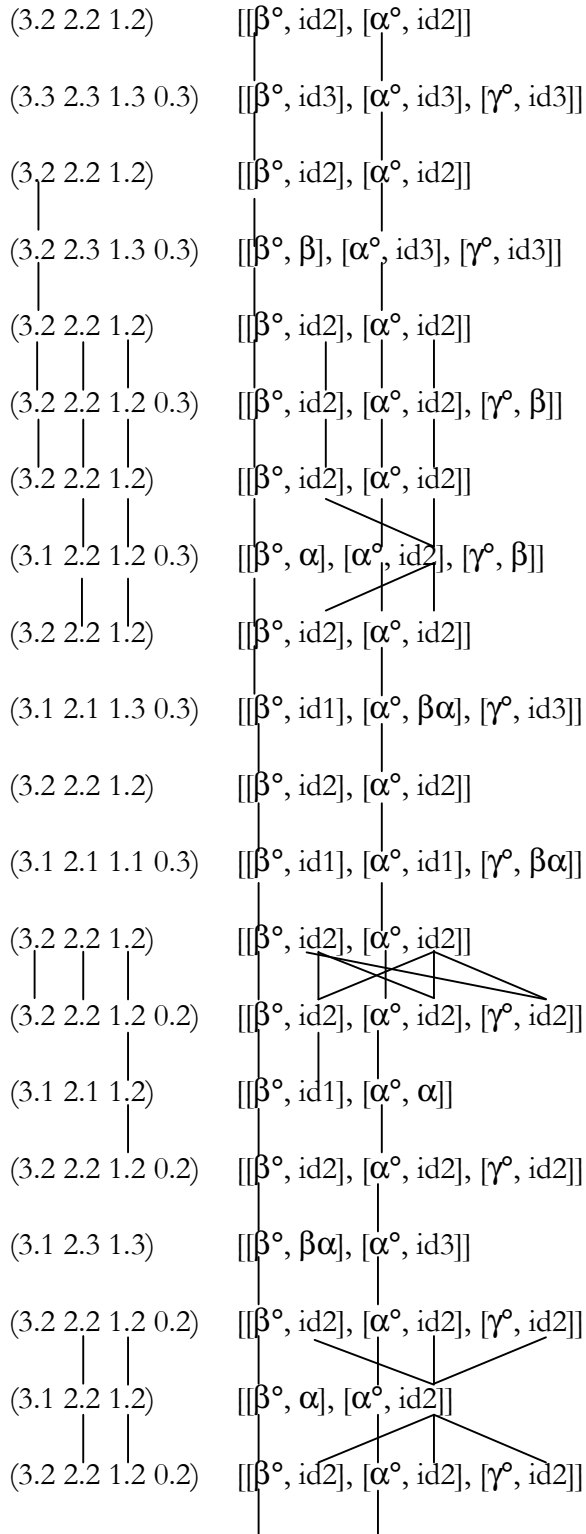 (3.2 2.2 1.2) [[β°, id2], [α°, id2]]
(3.3 2.3 1.3 0.3) [[β°, id3], [α°, id3], [γ°, id3]]
(3.2 2.2 1.2) [[β°, id2], [α°, id2]]
(3.2 2.3 1.3 0.3) [[β°, β], [α°, id3], [γ°, id3]]
(3.2 2.2 1.2) [[β°, id2], [α°, id2]]
(3.2 2.2 1.2 0.3) [[β°, id2], [α°, id2], [γ°, β]]
(3.2 2.2 1.2) [[β°, id2], [α°, id2]]
(3.1 2.2 1.2 0.3) [[β°, α], [α°, id2], [γ°, β]]
(3.2 2.2 1.2) [[β°, id2], [α°, id2]]
(3.1 2.1 1.3 0.3) [[β°, id1], [α°, βα], [γ°, id3]]
(3.2 2.2 1.2) [[β°, id2], [α°, id2]]
(3.1 2.1 1.1 0.3) [[β°, id1], [α°, id1], [γ°, βα]]
(3.2 2.2 1.2) [[β°, id2], [α°, id2]]
(3.2 2.2 1.2 0.2) [[β°, id2], [α°, id2], [γ°, id2]]
(3.1 2.1 1.2) [[β°, id1], [α°, α]]
(3.2 2.2 1.2 0.2) [[β°, id2], [α°, id2], [γ°, id2]]
(3.1 2.3 1.3) [[β°, βα], [α°, id3]]
(3.2 2.2 1.2 0.2) [[β°, id2], [α°, id2], [γ°, id2]]
(3.1 2.2 1.2) [[β°, α], [α°, id2]]
(3.2 2.2 1.2 0.2) [[β°, id2], [α°, id2], [γ°, id2]]